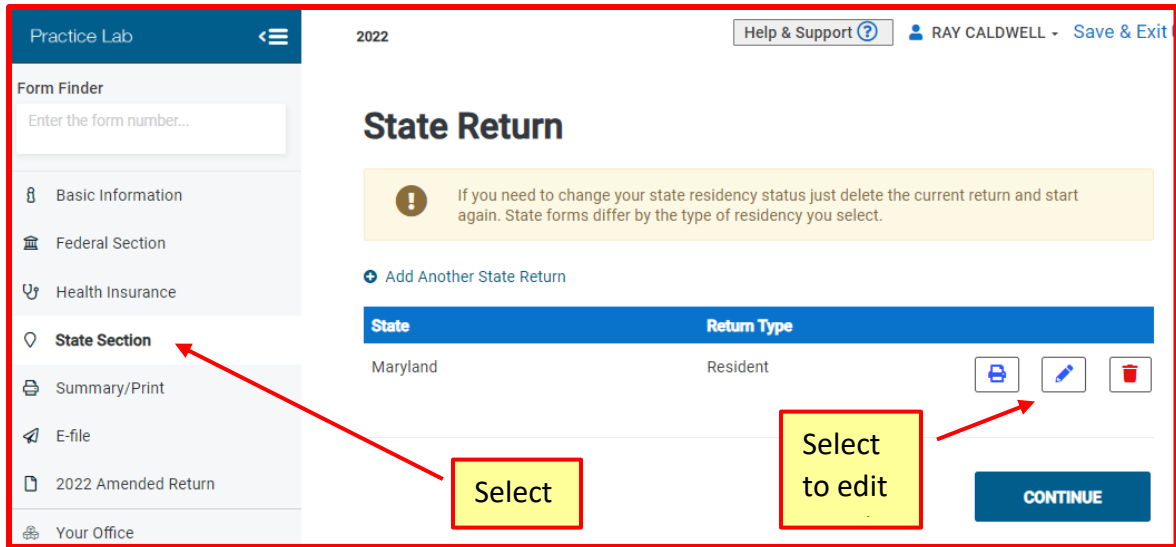 Practice Lab
2022
Help & Support ?
RAY CALDWELL
Save & Exit
Form Finder
Enter the form number...
State Return
If you need to change your state residency status just delete the current return and start
again. State forms differ by the type of residency you select.
Basic Information
Federal Section
Health Insurance
State Section
Summary/Print
E-file
2022 Amended Return
Your Office
Add Another State Return
State
Return Type
Maryland
Resident
Select
Select
to edit
CONTINUE